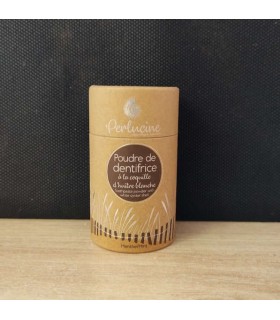 Perlucine
Poudre de
dentifrice
à la coquille
d'huître blanche